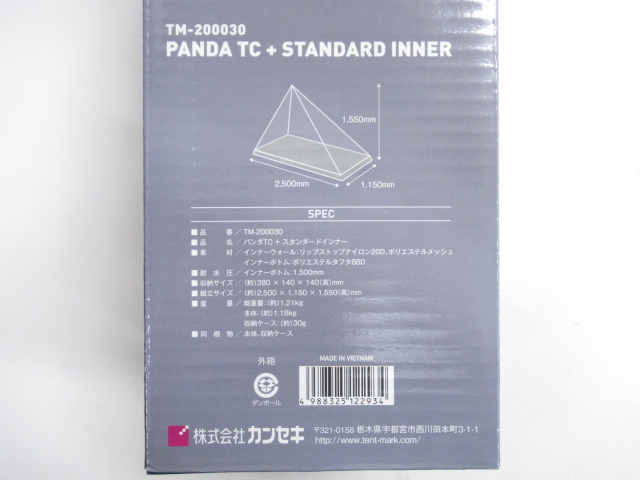 TM-200030
PANDA TC + STANDARD INNER
1,550mm
2,500mm
1,150mm
SPEC
■品　　番／TM-200030
■品　　名／パンダTC＋スタンダードインナー
■素　　材／インナーウォール：リップストップナイロン20D、ポリエステルメッシュ
インナーボトム：ポリエステルタフタ68D
■耐 水 圧／インナーボトム：1,500mm
■収納サイズ／(約)380×140×140(高)mm
■組立サイズ／(約)2,500×1,150×1,550(高)mm
■重　　量／総重量：(約)1.21kg
本体：(約)1.18kg
収納ケース：(約)30g
■同 梱 物／本体、収納ケース
外箱
MADE IN VIETNAM
ダンボール
4 988325 122934
株式会社 カンセキ
〒321-0158 栃木県宇都宮市西川田本町3-1-1
http://www.tent-mark.com/